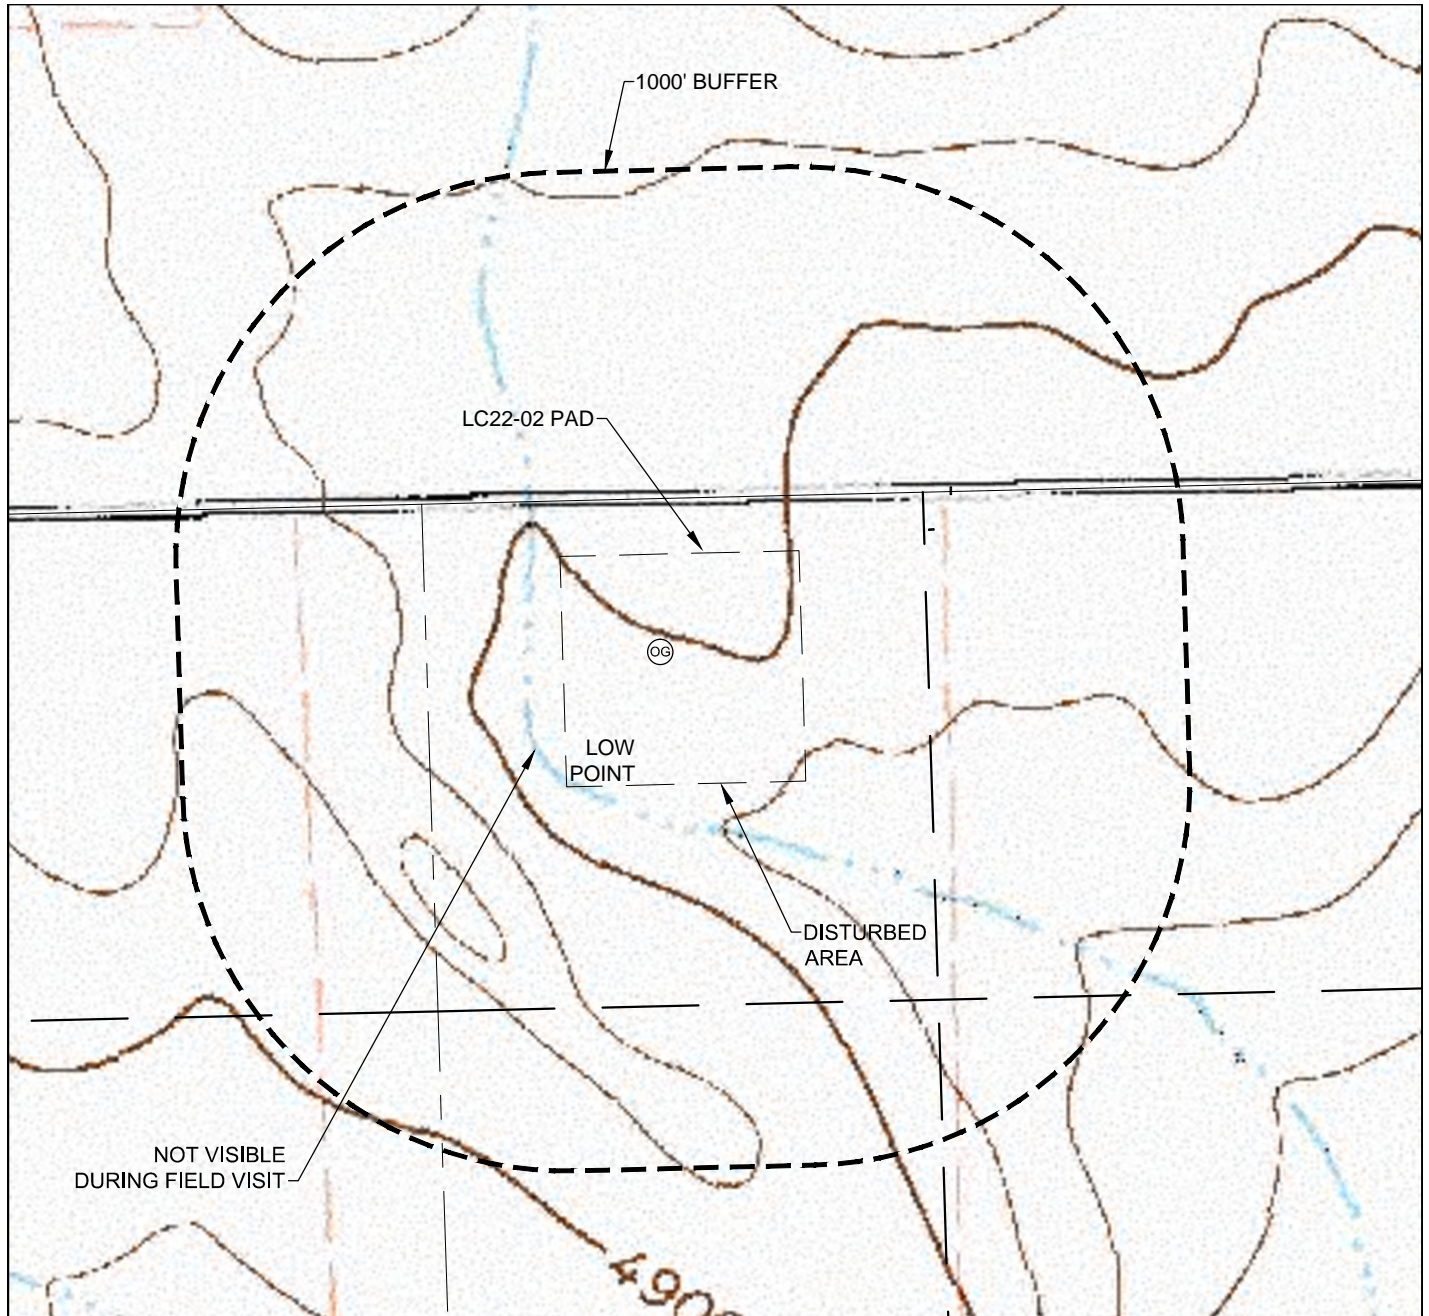 1000' BUFFER
LC22-02 PAD
OG
LOW
POINT
DISTURBED
AREA
NOT VISIBLE
DURING FIELD VISIT